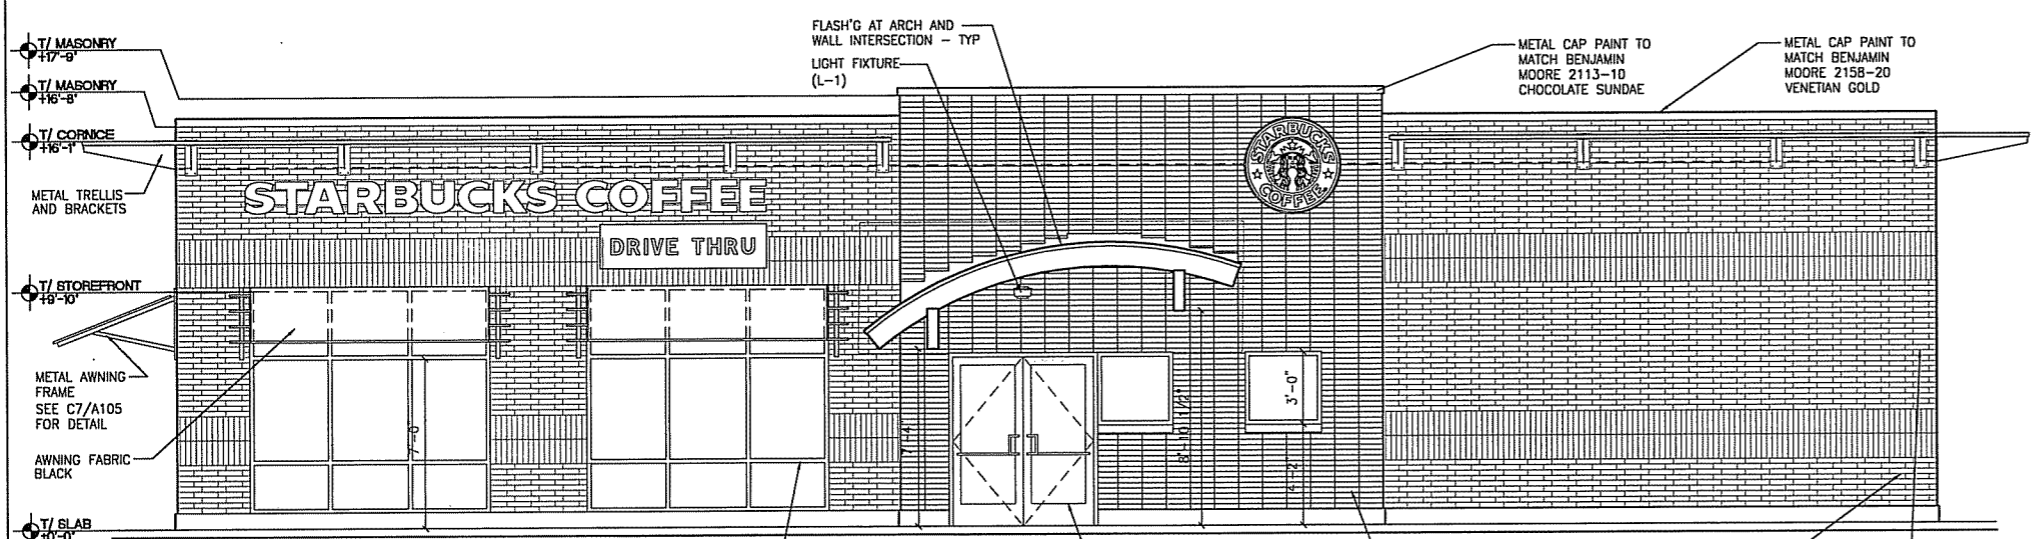 FLASH'G AT ARCH AND
WALL INTERSECTION - TYP
LIGHT FIXTURE
(L-1)
METAL CAP PAINT TO
MATCH BENJAMIN
MOORE 2113-10
CHOCOLATE SUNDAE
METAL CAP PAINT TO
MATCH BENJAMIN
MOORE 2158-20
VENETIAN GOLD
T/ MASONRY
+17'-9"
T/ MASONRY
+16'-8"
T/ CORNICE
+16'-1"
METAL TRELLIS
AND BRACKETS
STARBUCKS COFFEE
DRIVE THRU
STARBUCKS
COFFEE
T/ STOREFRONT
+9'-10"
METAL AWNING
FRAME
SEE C7/A105
FOR DETAIL
AWNING FABRIC
BLACK
7'-0
7'-4
8' 10 1/2"
3'-0"
4'-2"
T/ SLAB
+0'-0"